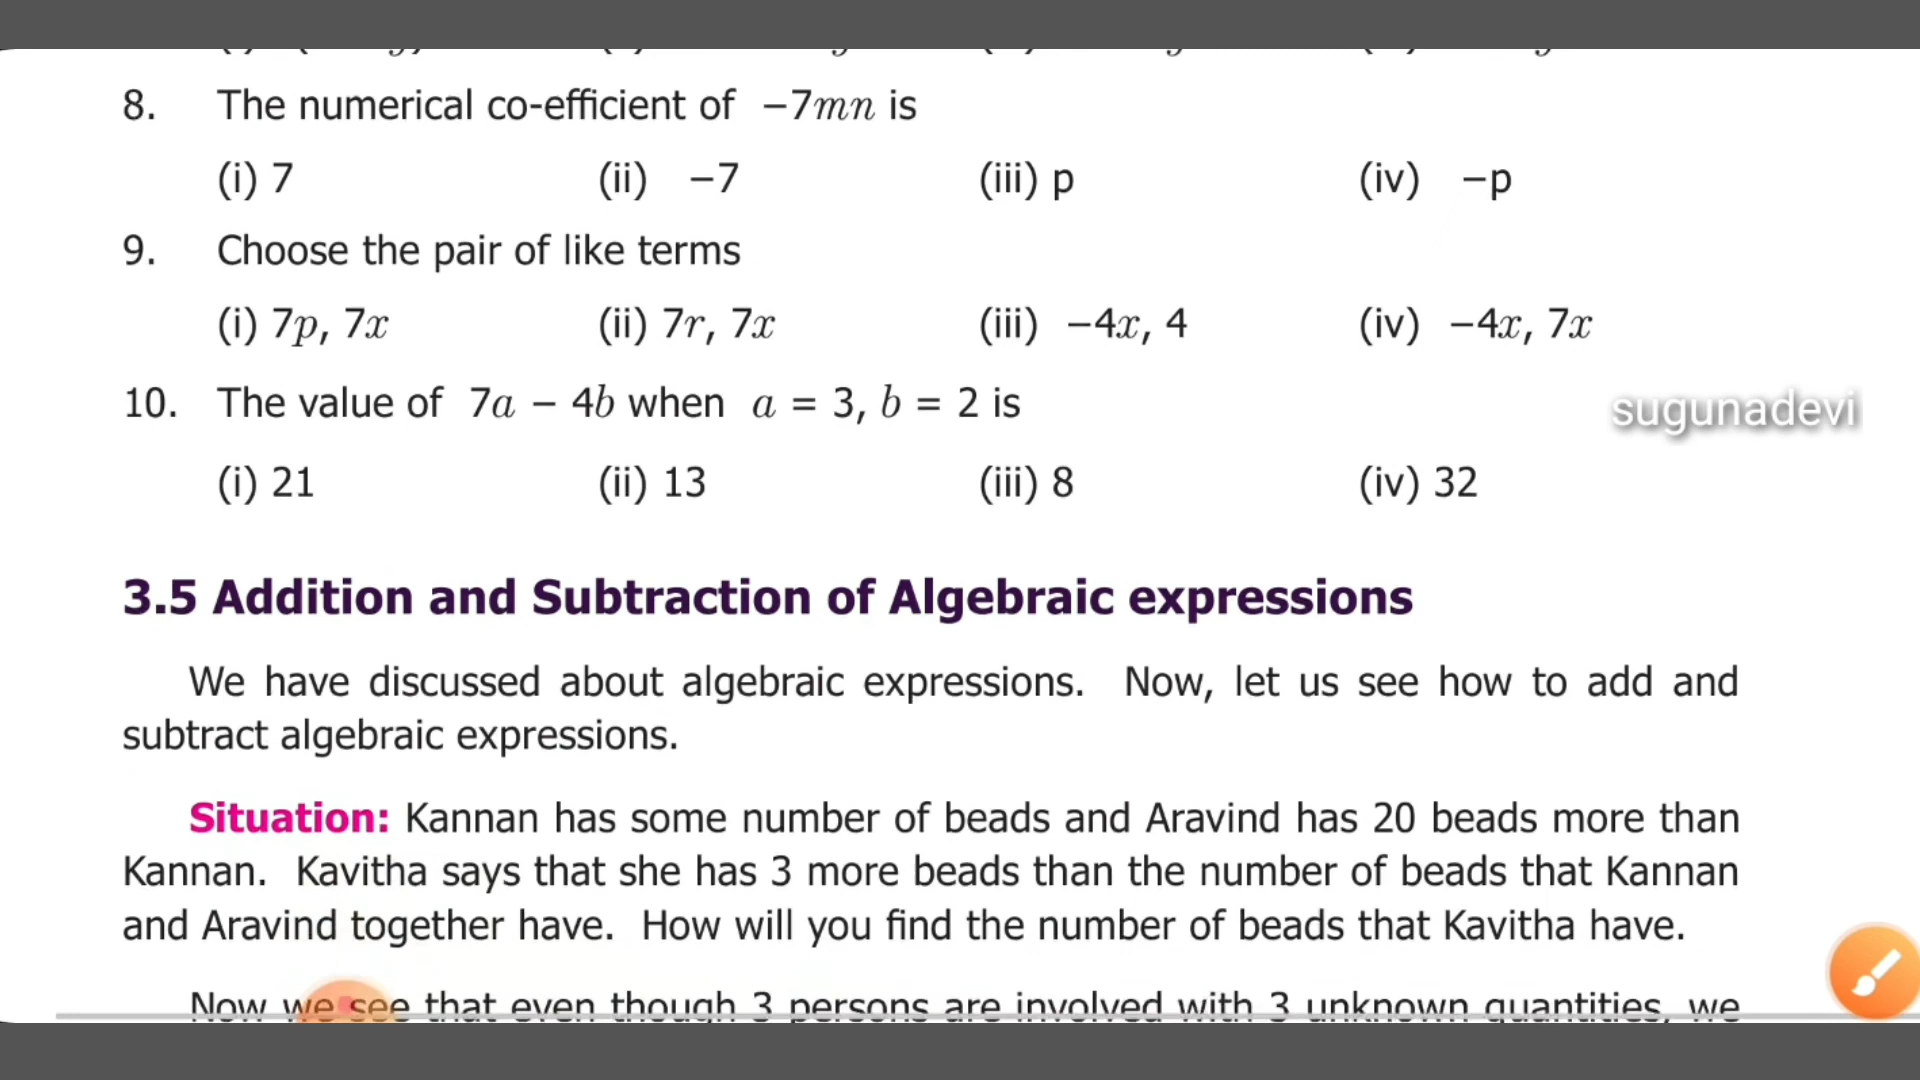 8. The numerical co-efficient of −7mn is
(i) 7 (ii) −7 (iii) p (iv) −p
9. Choose the pair of like terms
(i) 7p, 7x (ii) 7r, 7x (iii) −4x, 4 (iv) −4x, 7x
10. The value of 7a − 4b when a = 3, b = 2 is
sugunadevi
(i) 21 (ii) 13 (iii) 8 (iv) 32
3.5 Addition and Subtraction of Algebraic expressions
We have discussed about algebraic expressions. Now, let us see how to add and
subtract algebraic expressions.
Situation: Kannan has some number of beads and Aravind has 20 beads more than
Kannan. Kavitha says that she has 3 more beads than the number of beads that Kannan
and Aravind together have. How will you find the number of beads that Kavitha have.
Now we see that even though 3 persons are involved with 3 unknown quantities, we